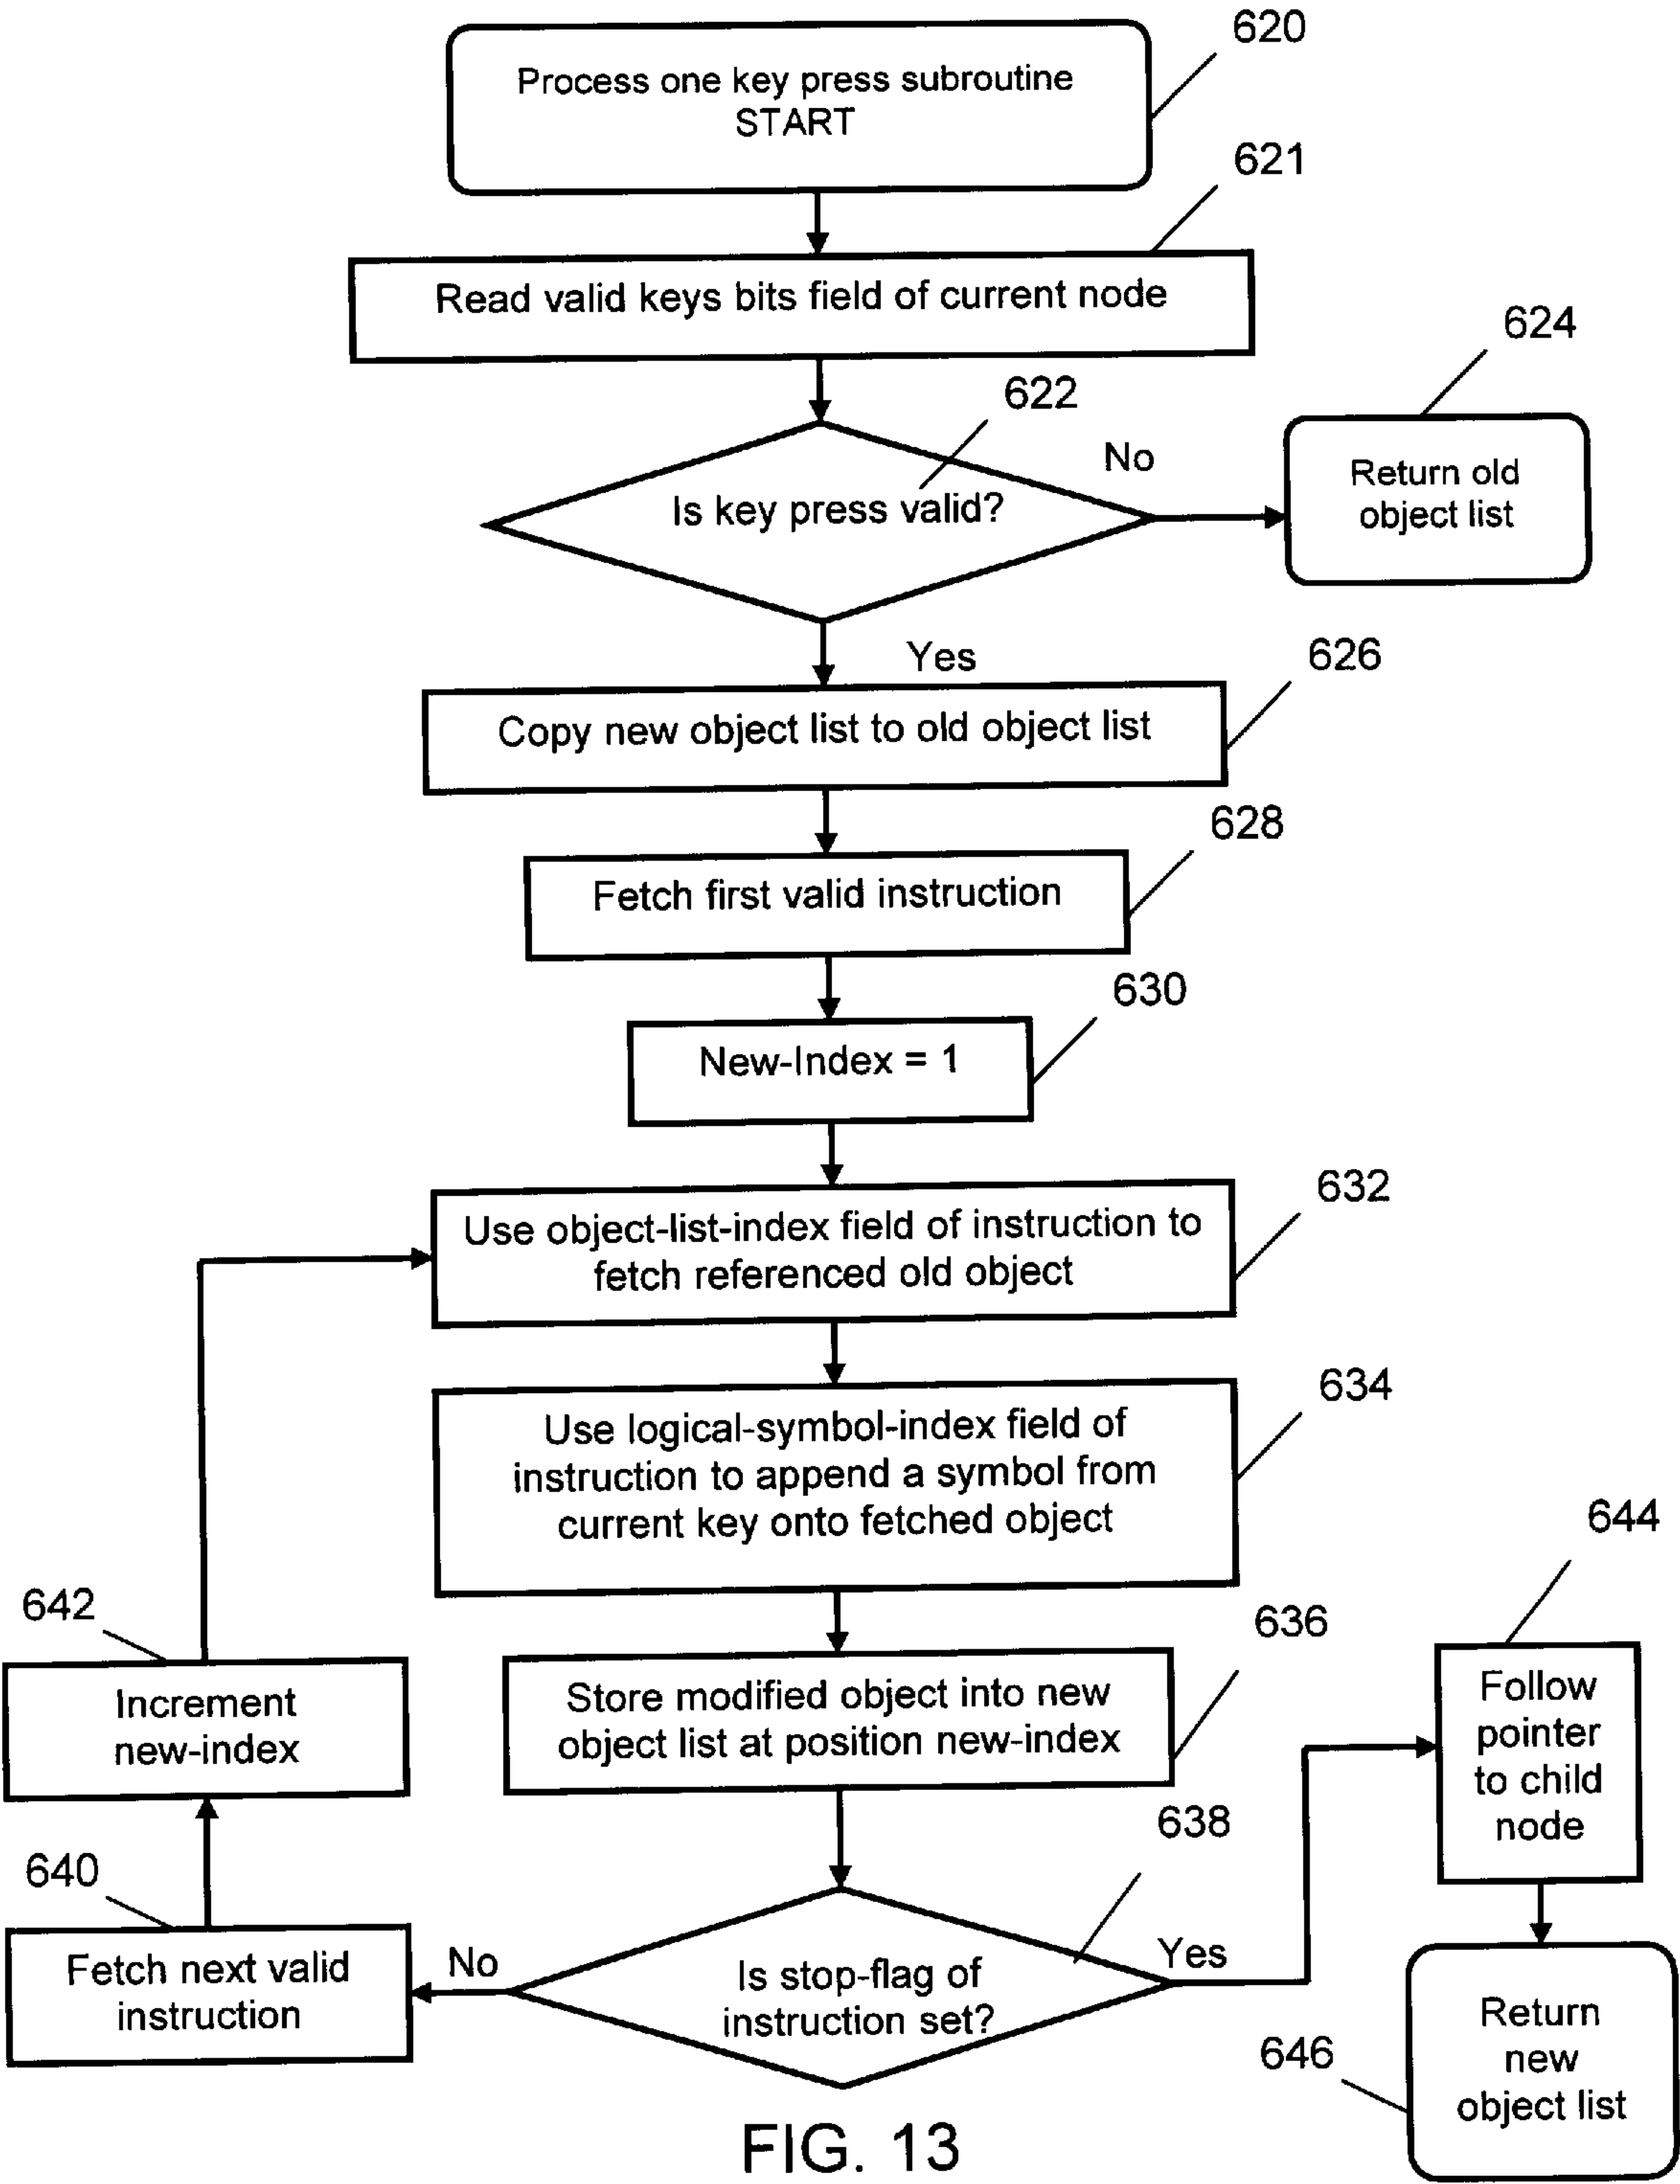 620
Process one key press subroutine
START
621
Read valid keys bits field of current node
624
622
No
Return old
object list
Is key press valid?
Yes
626
Copy new object list to old object list
628
Fetch first valid instruction
630
New-Index = 1
632
Use object-list-index field of instruction to
fetch referenced old object
634
Use logical-symbol-index field of
instruction to append a symbol from
current key onto fetched object
644
642
636
Increment
new-index
Store modified object into new
object list at position new-index
Follow
pointer
to child
node
638
640
Fetch next valid
instruction
No
Is stop-flag of
instruction set?
Yes
646
Return
new
object list
FIG. 13